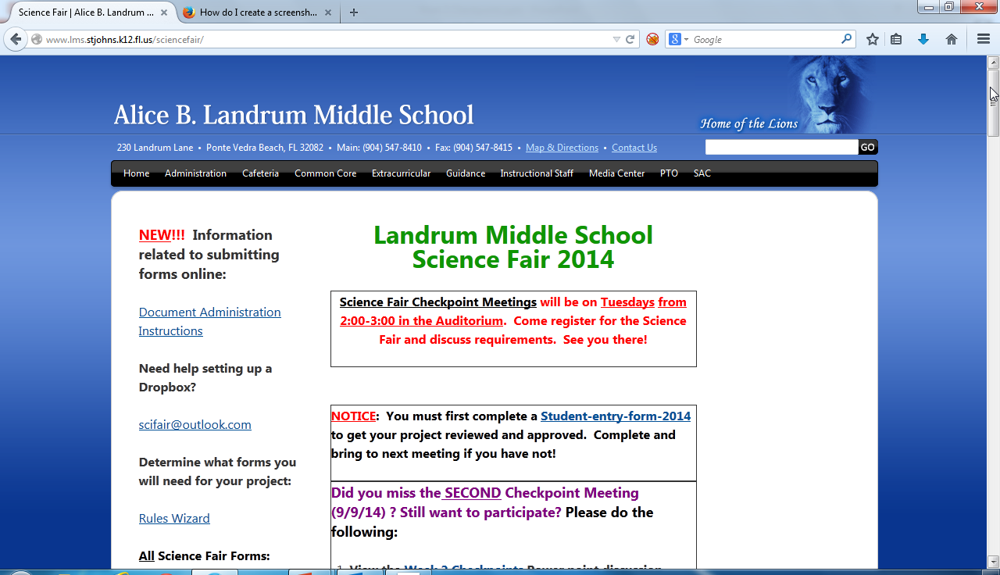 Science Fair | Alice B. Landrum ...
How do I create a screensh...
www.lms.stjohns.k12.fl.us/sciencefair/
Google
Alice B. Landrum Middle School
Home of the Lions
230 Landrum Lane • Ponte Vedra Beach, FL 32082 • Main: (904) 547-8410 • Fax: (904) 547-8415 • Map & Directions • Contact Us
GO
Home Administration Cafeteria Common Core Extracurricular Guidance Instructional Staff Media Center PTO SAC
NEW!!! Information
related to submitting
forms online:
Document Administration
Instructions
Need help setting up a
Dropbox?
scifair@outlook.com
Determine what forms you
will need for your project:
Rules Wizard
All Science Fair Forms:
Landrum Middle School
Science Fair 2014
Science Fair Checkpoint Meetings will be on Tuesdays from
2:00-3:00 in the Auditorium. Come register for the Science
Fair and discuss requirements. See you there!
NOTICE: You must first complete a Student-entry-form-2014
to get your project reviewed and approved. Complete and
bring to next meeting if you have not!
Did you miss the SECOND Checkpoint Meeting
(9/9/14) ? Still want to participate? Please do the
following:
1. View the Week 2 Checkpoints Power point discussion